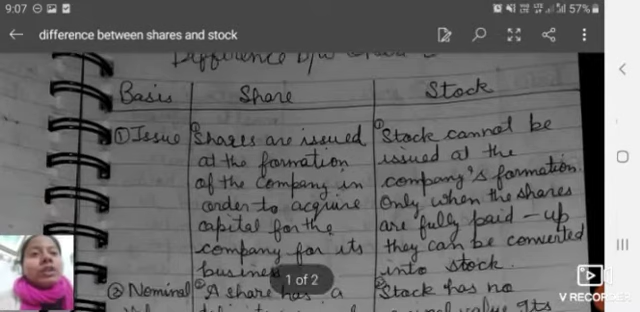 9:07 57%
difference between shares and stock
Difference b/w Share
Basis Share Stock
① Issue ① Shares are issued ① Stock cannot be
at the formation issued at the
of the Company in company's formation
order to acquire Only when the shares
capital for the are fully paid-up
company for its they can be converted
business into stock.
1 of 2
② Nominal ② A share has a ② Stock has no
V RECORDER